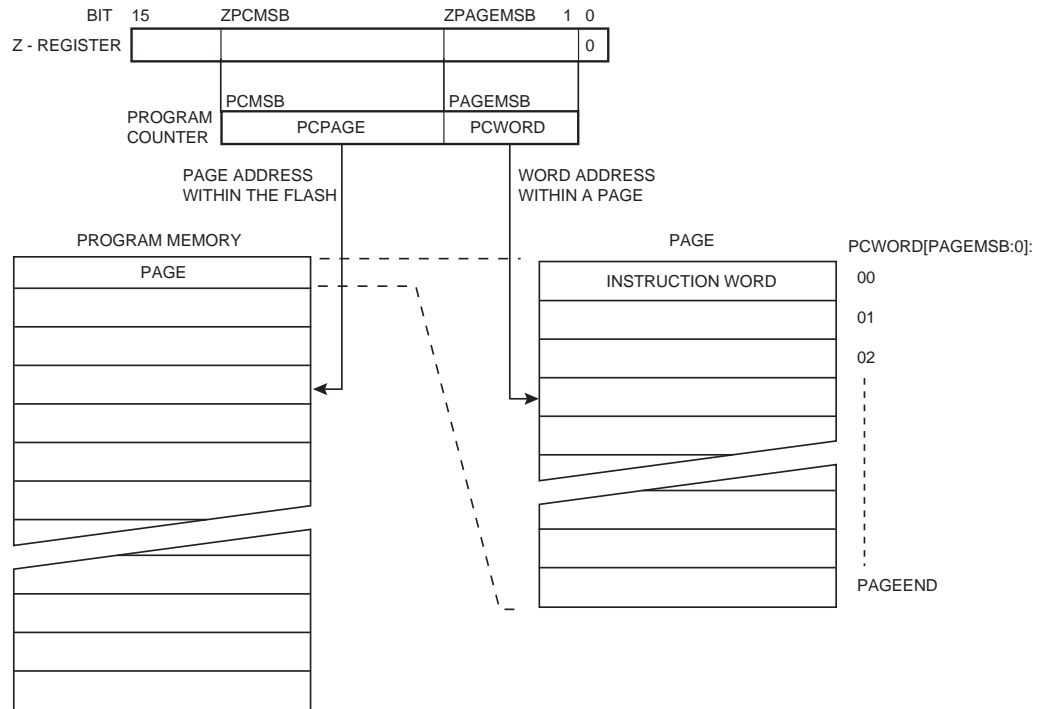 BIT 15 ZPCMSB ZPAGEMSB 1 0
Z - REGISTER 0
PCMSB PAGEMSB
PROGRAM
COUNTER
PCPAGE PCWORD
PAGE ADDRESS
WITHIN THE FLASH
WORD ADDRESS
WITHIN A PAGE
PROGRAM MEMORY
PAGE
PAGE
PCWORD[PAGEMSB:0]:
INSTRUCTION WORD 00
01
02
PAGEEND